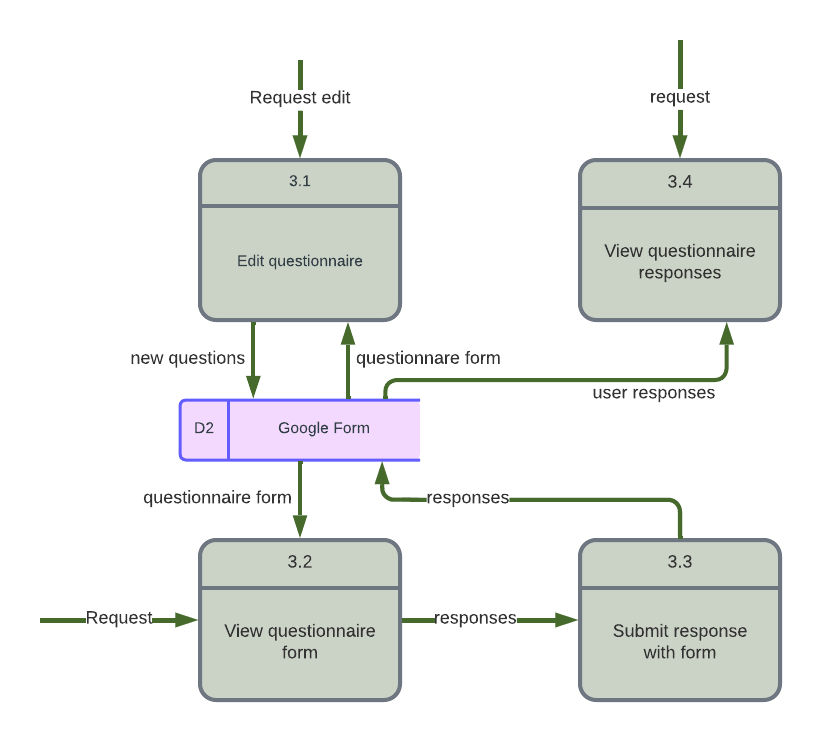 Request edit
request
3.1
3.4
Edit questionnaire
View questionnaire
responses
new questions
questionnare form
user responses
D2
Google Form
questionnaire form
responses
3.2
3.3
Request
View questionnaire
form
responses
Submit response
with form